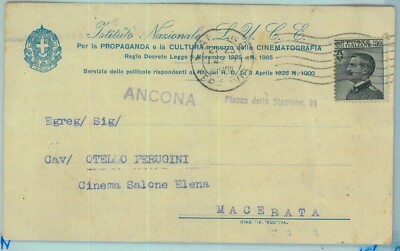 Istituto Nazionale L. U. C. E.
Per la PROPAGANDA e la CULTURA a mezzo della CINEMATOGRAFIA
Regio Decreto Legge 5 Novembre 1925 - N. 1985
Servizio delle pellicole rispondenti al R. D. L. 3 Aprile 1926 N. 1000
ANCONA
Piazza della Stazione,
Egreg/ Sig/
Cav/ OTELLO PERUGINI
Cinema Salone Elena
MACERATA